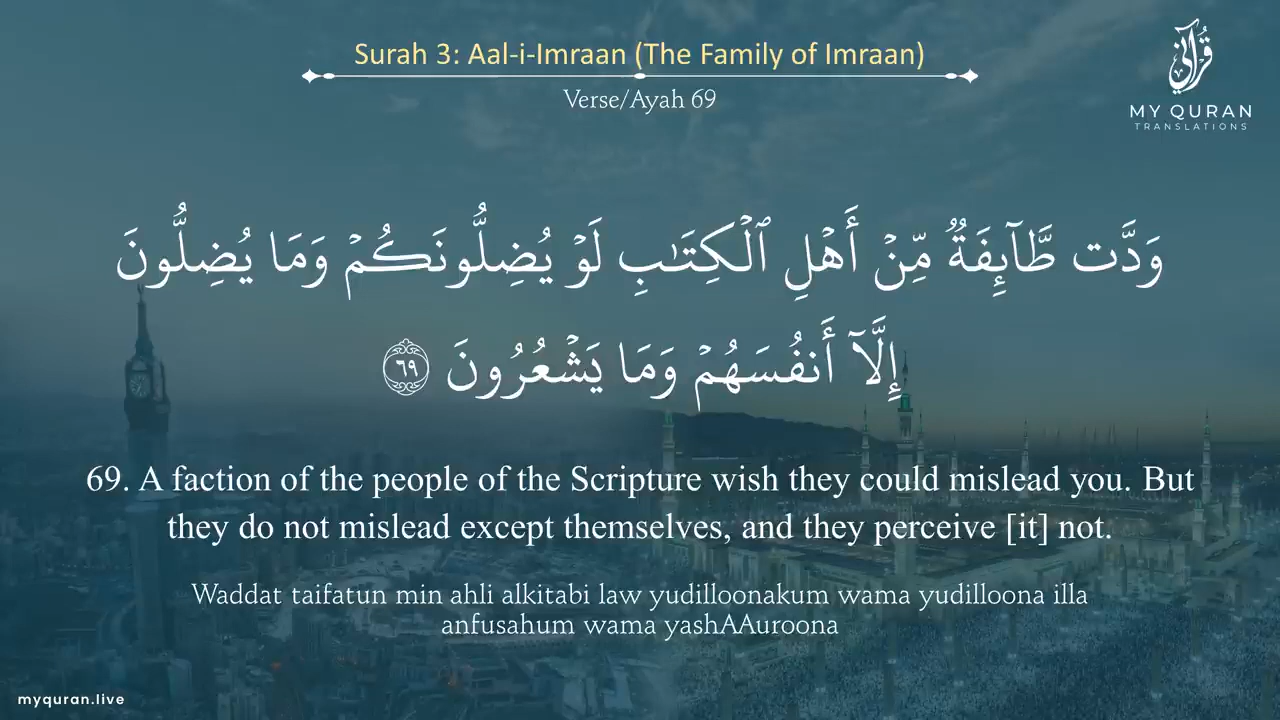 Surah 3: Aal-i-Imraan (The Family of Imraan)
Verse/Ayah 69
قرآني
MY QURAN
TRANSLATIONS
وَدَّت طَّآئِفَةٌ مِّنْ أَهْلِ ٱلْكِتَـٰبِ لَوْ يُضِلُّونَكُمْ وَمَا يُضِلُّونَ
إِلَّآ أَنفُسَهُمْ وَمَا يَشْعُرُونَ ٦٩
69. A faction of the people of the Scripture wish they could mislead you. But
they do not mislead except themselves, and they perceive [it] not.
Waddat taifatun min ahli alkitabi law yudilloonakum wama yudilloona illa
anfusahum wama yashAAuroona
myquran.live